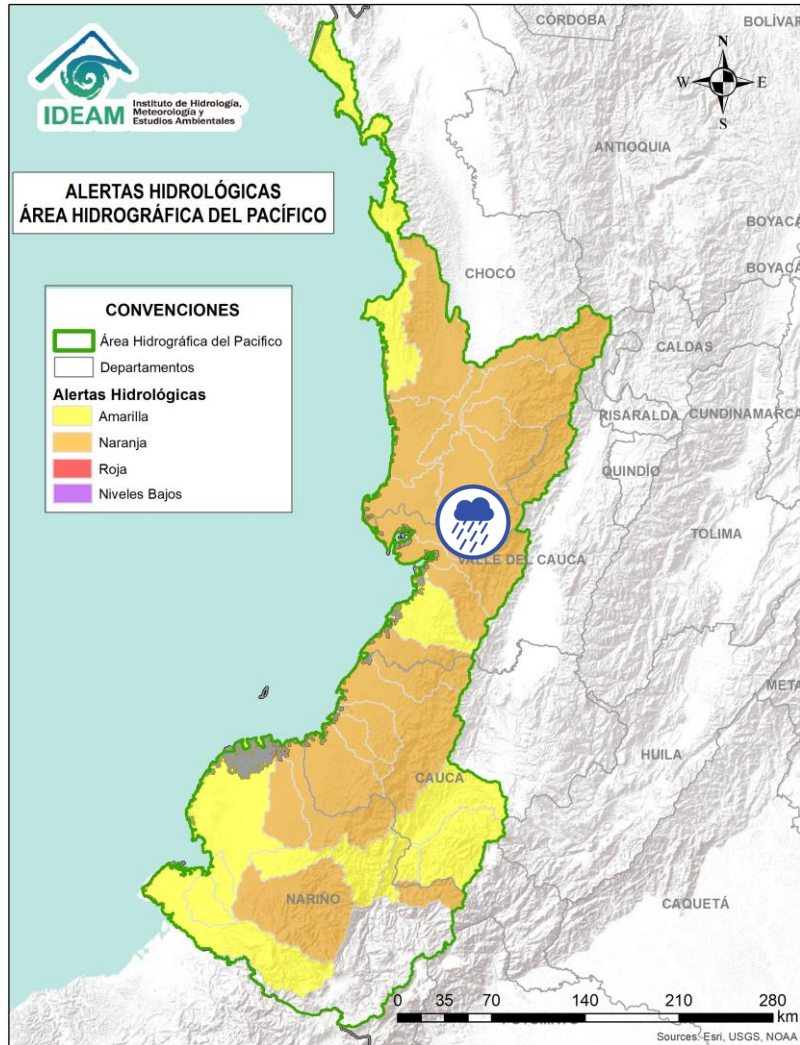 CÓRDOBA
BOLÍVAR
N
W E
S
IDEAM
Instituto de Hidrología,
Meteorología y
Estudios Ambientales
ANTIOQUIA
ALERTAS HIDROLÓGICAS
ÁREA HIDROGRÁFICA DEL PACÍFICO
BOYACÁ
BOYACÁ
CHOCÓ
CONVENCIONES
Área Hidrográfica del Pacifico
Departamentos
Alertas Hidrológicas
Amarilla
Naranja
Roja
Niveles Bajos
CALDAS
RISARALDA
CUNDINAMARCA
QUINDÍO
TOLIMA
VALLE DEL CAUCA
META
HUILA
CAUCA
NARIÑO
CAQUETÁ
0 35 70 140 210 280
km
Sources: Esri, USGS, NOAA